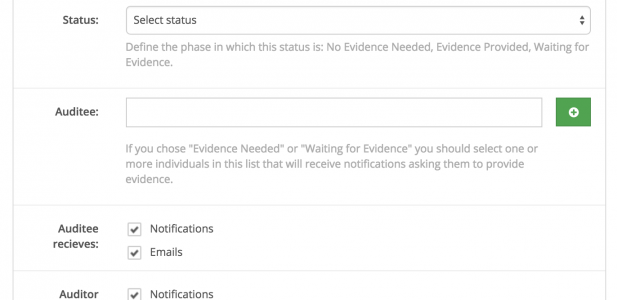 Status: Select status
Define the phase in which this status is: No Evidence Needed, Evidence Provided, Waiting for
Evidence.
Auditee:
If you chose "Evidence Needed" or "Waiting for Evidence" you should select one or
more individuals in this list that will receive notifications asking them to provide
evidence.
Auditee Notifications
recieves:
Emails
Auditor Notifications